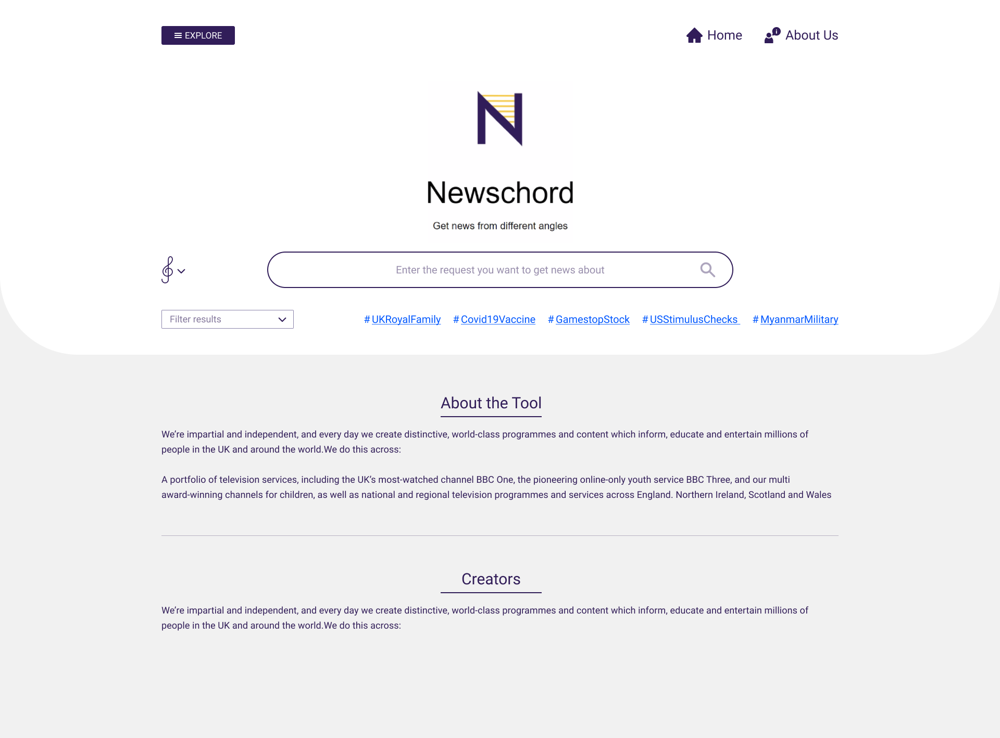 EXPLORE
Home
About Us
Newschord
Get news from different angles
Enter the request you want to get news about
Filter results
#UKRoyalFamily #Covid19Vaccine #GamestopStock #USStimulusChecks #MyanmarMilitary
About the Tool
We’re impartial and independent, and every day we create distinctive, world-class programmes and content which inform, educate and entertain millions of
people in the UK and around the world.We do this across:
A portfolio of television services, including the UK’s most-watched channel BBC One, the pioneering online-only youth service BBC Three, and our multi
award-winning channels for children, as well as national and regional television programmes and services across England. Northern Ireland, Scotland and Wales
Creators
We’re impartial and independent, and every day we create distinctive, world-class programmes and content which inform, educate and entertain millions of
people in the UK and around the world.We do this across: